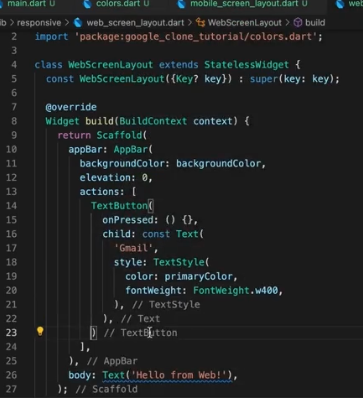 main.dart U colors.dart U mobile_screen_layout.dart U web
lib > responsive > web_screen_layout.dart > WebScreenLayout > build
2 import 'package:google_clone_tutorial/colors.dart';
3
4 class WebScreenLayout extends StatelessWidget {
5 const WebScreenLayout({Key? key}) : super(key: key);
6
7 @override
8 Widget build(BuildContext context) {
9 return Scaffold(
10 appBar: AppBar(
11 backgroundColor: backgroundColor,
12 elevation: 0,
13 actions: [
14 TextButton(
15 onPressed: () {},
16 child: const Text(
17 'Gmail',
18 style: TextStyle(
19 color: primaryColor,
20 fontWeight: FontWeight.w400,
21 ), // TextStyle
22 ), // Text
23 ) // TextButton
24 ],
25 ), // AppBar
26 body: Text('Hello from Web!'),
27 ); // Scaffold